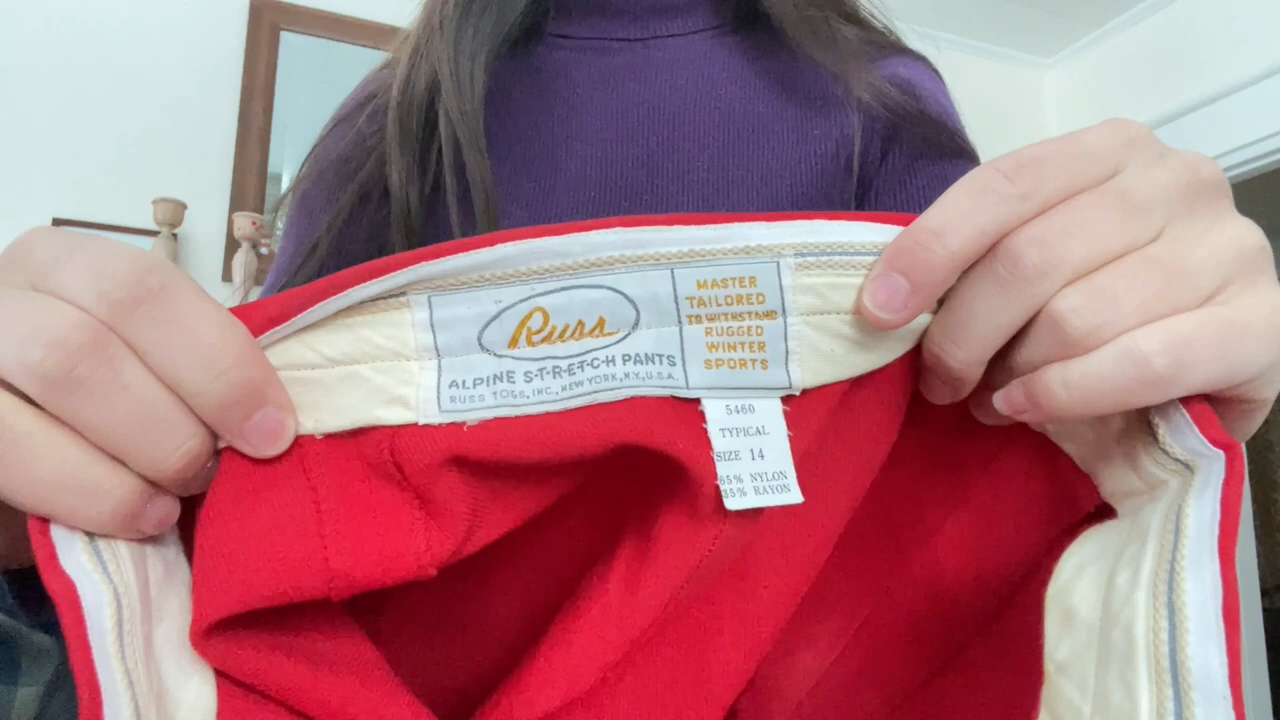 Russ
ALPINE S-T-R-E-T-C-H PANTS
RUSS TOGS, INC., NEW YORK, N.Y., U.S.A.
MASTER
TAILORED
TO WITHSTAND
RUGGED
WINTER
SPORTS
5460
TYPICAL
SIZE 14
65% NYLON
35% RAYON